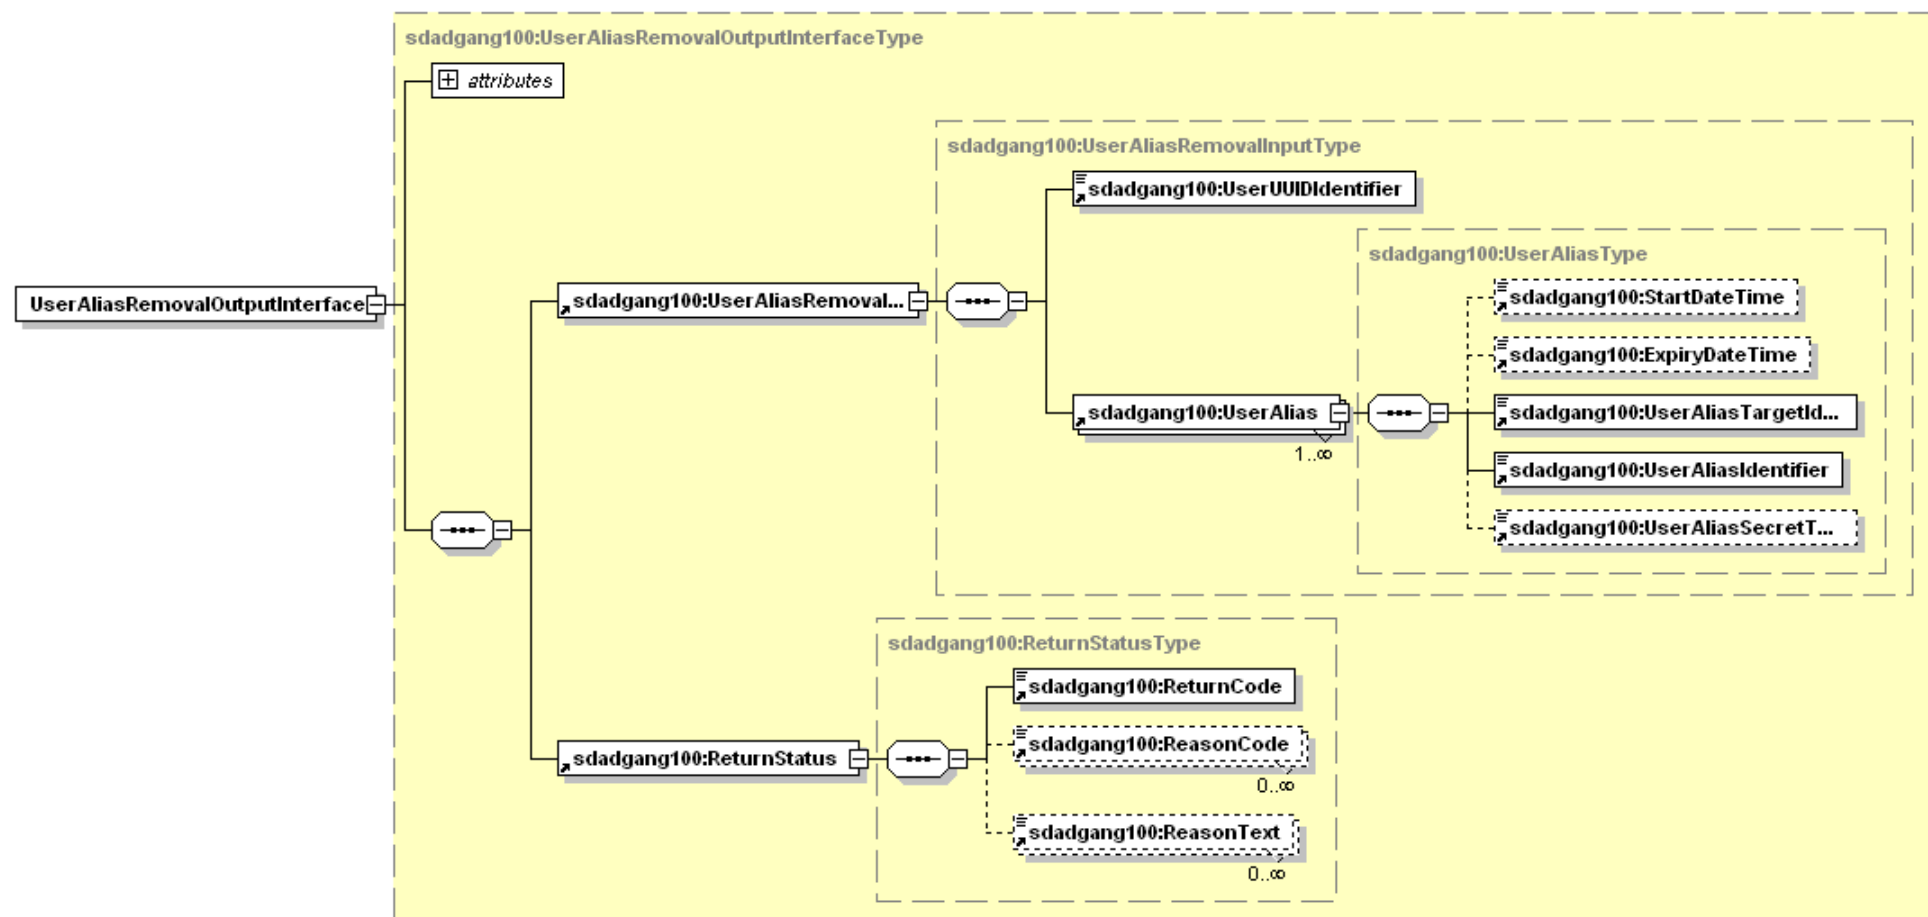 sdadgang100:UserAliasRemovalOutputInterfaceType
attributes
sdadgang100:UserAliasRemovalInputType
sdadgang100:UserUUIDIdentifier
sdadgang100:UserAliasType
UserAliasRemovalOutputInterface
sdadgang100:UserAliasRemoval...
sdadgang100:StartDateTime
sdadgang100:ExpiryDateTime
sdadgang100:UserAlias
1..∞
sdadgang100:UserAliasTargetId...
sdadgang100:UserAliasIdentifier
sdadgang100:UserAliasSecretT...
sdadgang100:ReturnStatusType
sdadgang100:ReturnCode
sdadgang100:ReturnStatus
sdadgang100:ReasonCode
0..∞
sdadgang100:ReasonText
0..∞